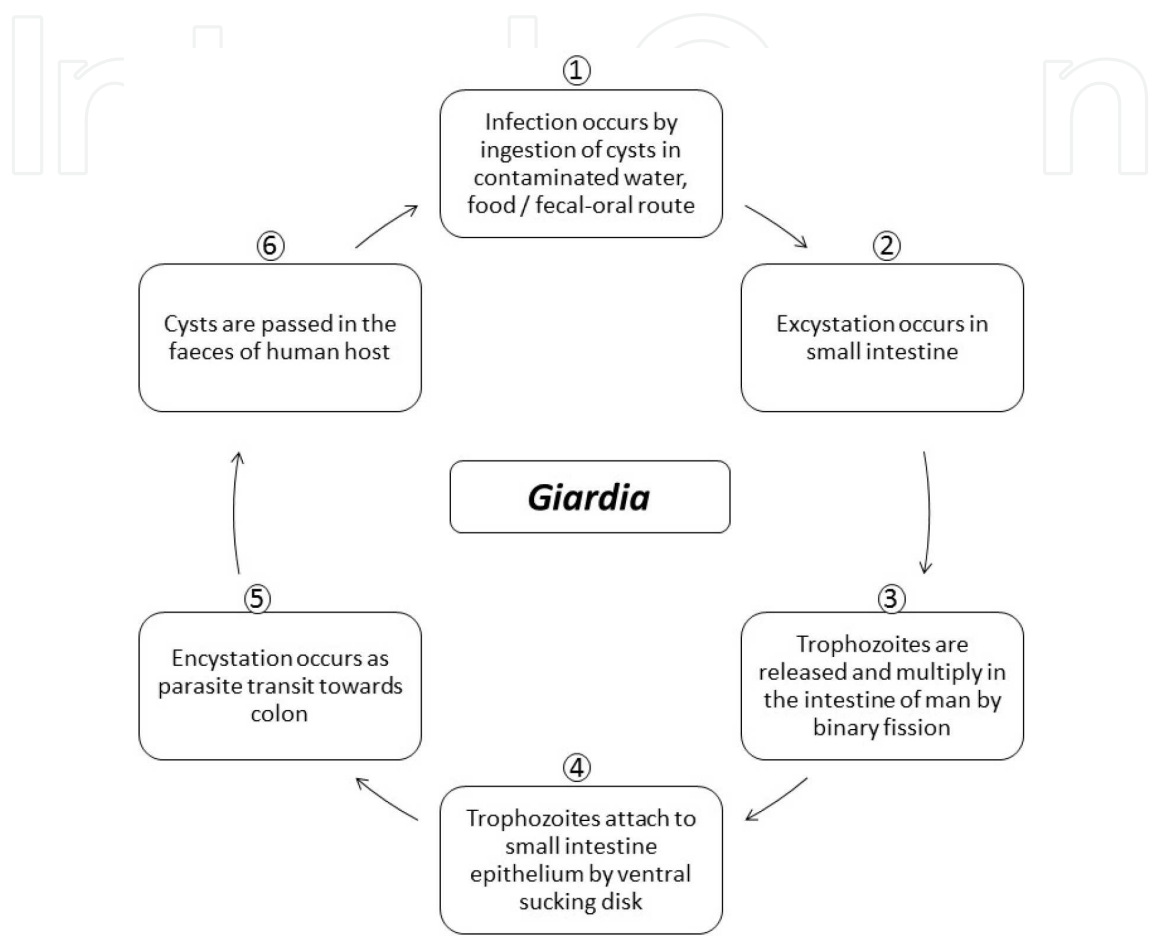 ①
Infection occurs by
ingestion of cysts in
contaminated water,
food / fecal-oral route
②
Excystation occurs in
small intestine
③
Trophozoites are
released and multiply in
the intestine of man by
binary fission
④
Trophozoites attach to
small intestine
epithelium by ventral
sucking disk
⑤
Encystation occurs as
parasite transit towards
colon
⑥
Cysts are passed in the
faeces of human host
Giardia